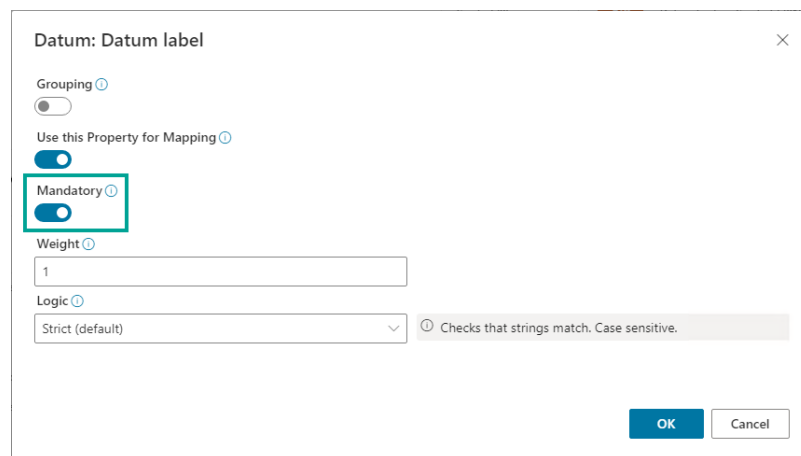 Datum: Datum label
Grouping
Use this Property for Mapping
Mandatory
Weight
1
Logic
Strict (default)
Checks that strings match. Case sensitive.
OK
Cancel